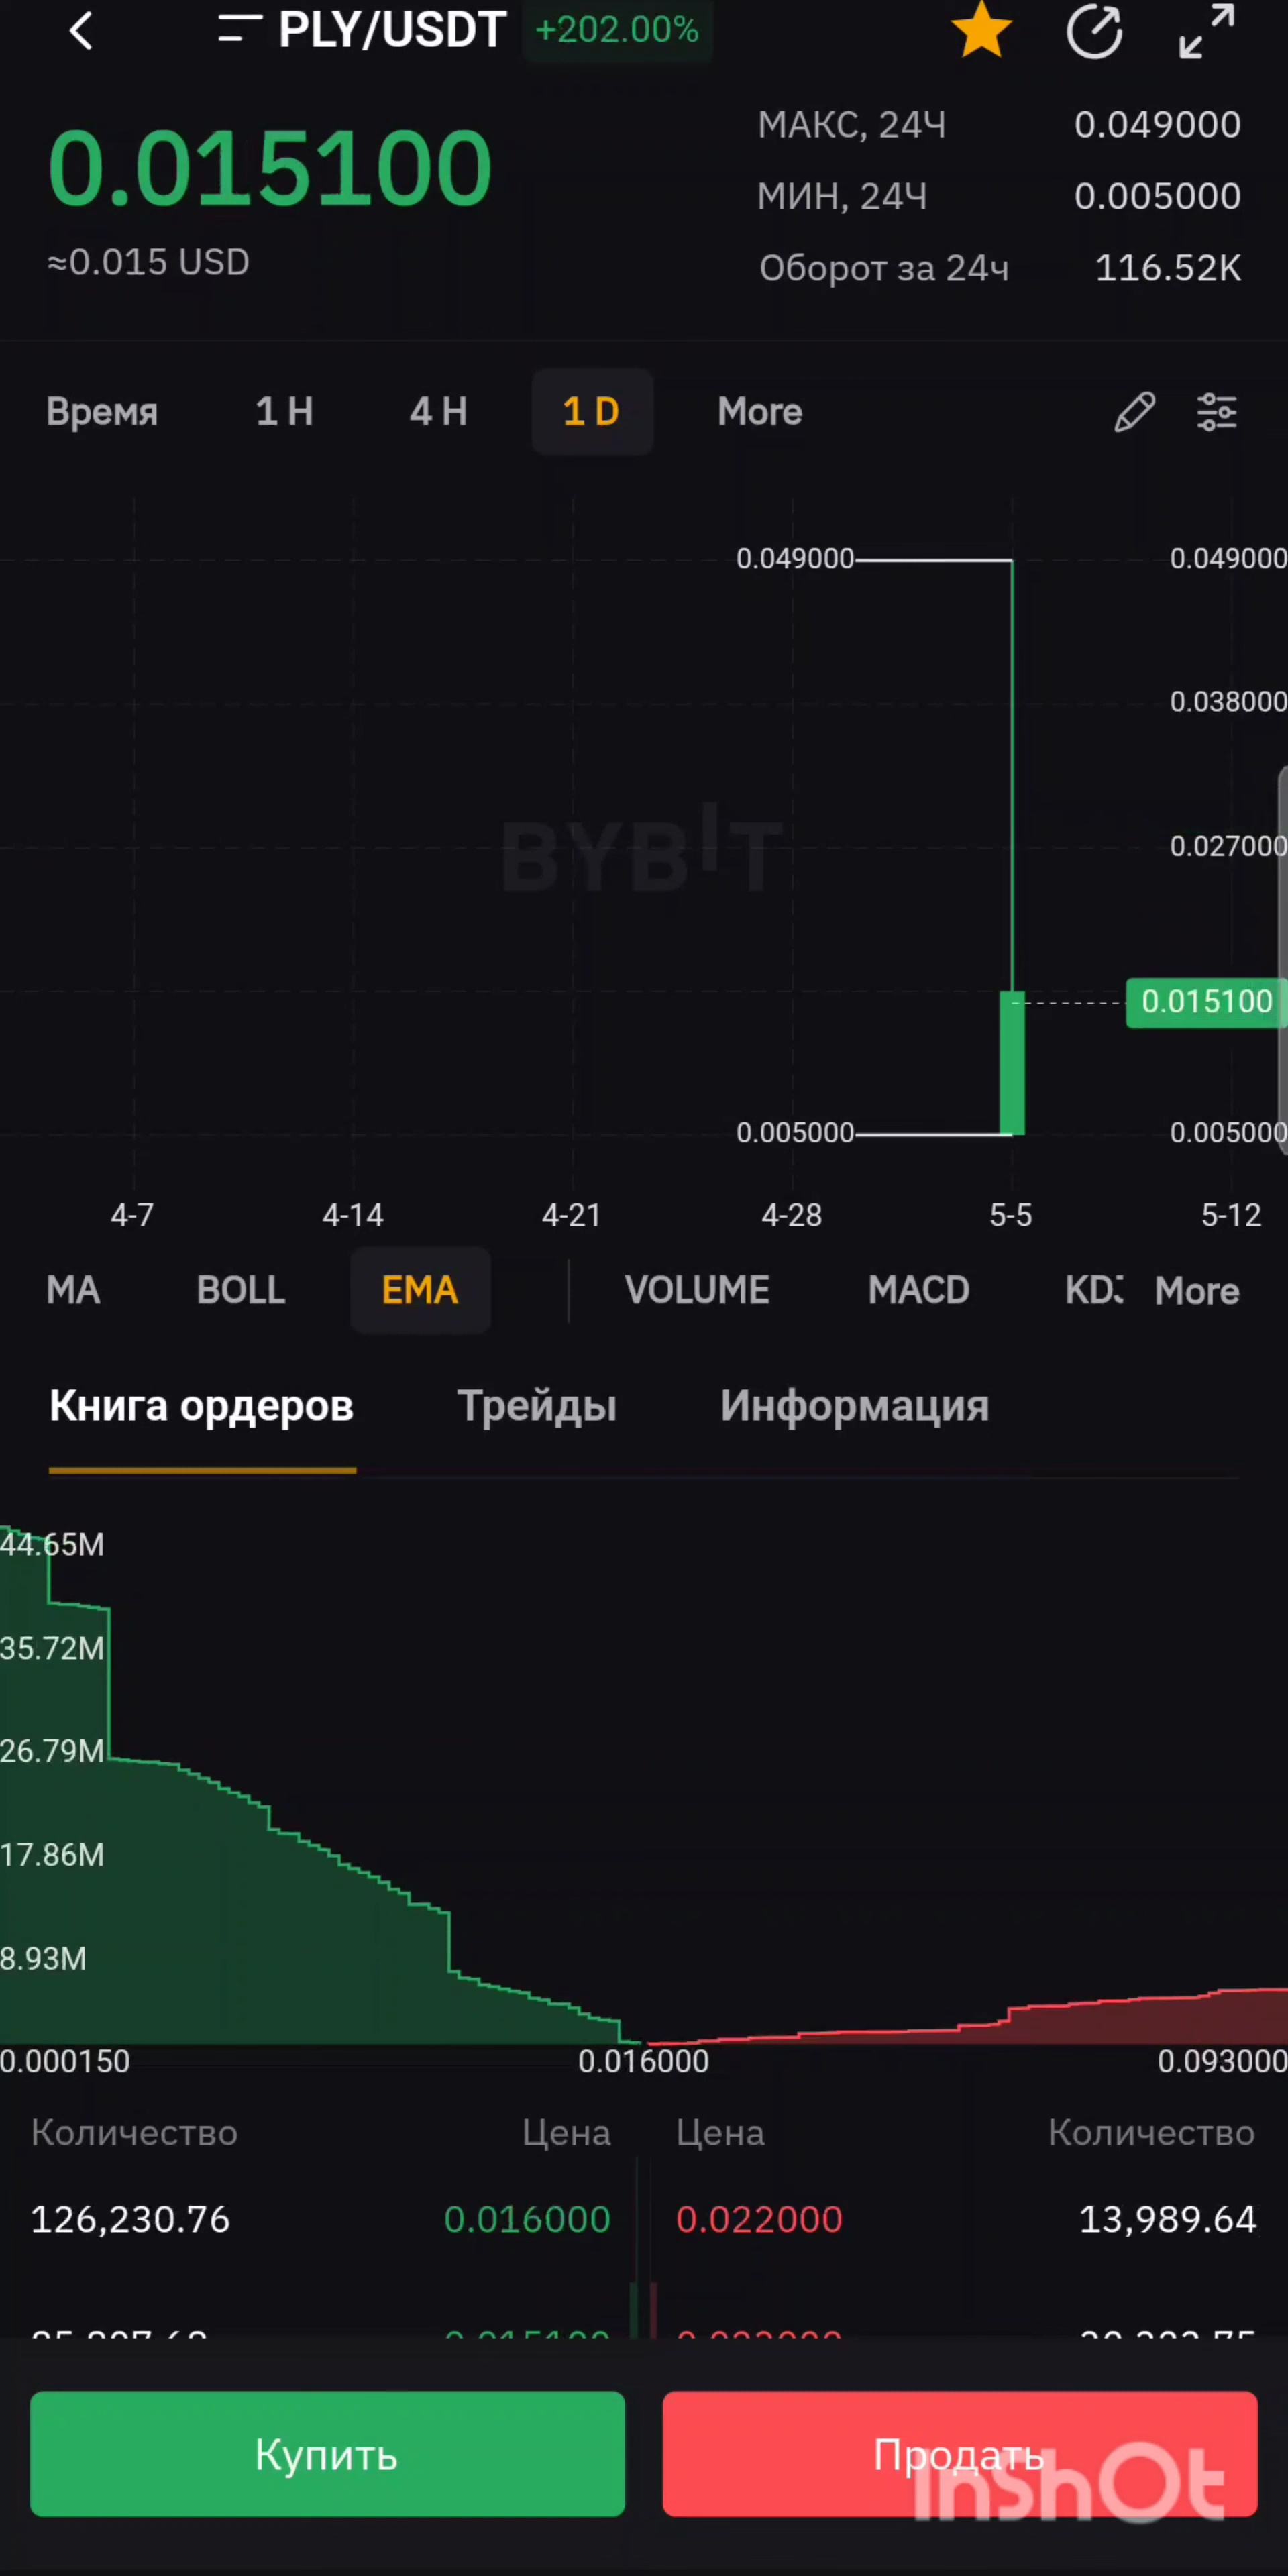 PLY/USDT +202.00%
0.015100
≈0.015 USD
МАКС, 24Ч 0.049000
МИН, 24Ч 0.005000
Оборот за 24ч 116.52K
Время 1 H 4 H 1 D More
0.049000 0.049000
0.038000
BYBIT
0.027000
0.015100
0.005000 0.005000
4-7 4-14 4-21 4-28 5-5 5-12
MA BOLL EMA VOLUME MACD More
Книга ордеров Трейды Информация
44.65M
35.72M
26.79M
17.86M
8.93M
0.000150 0.016000 0.093000
Количество Цена Цена Количество
126,230.76 0.016000 0.022000 13,989.64
Купить Продать
InShOt